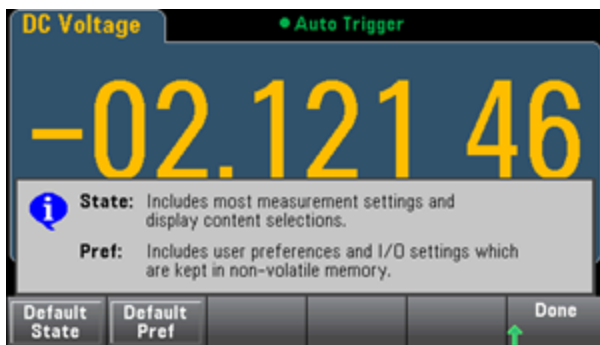 DC Voltage
Auto Trigger
-02.121 46
State: Includes most measurement settings and
display content selections.
Pref: Includes user preferences and I/O settings which
are kept in non-volatile memory.
Default State
Default Pref
Done